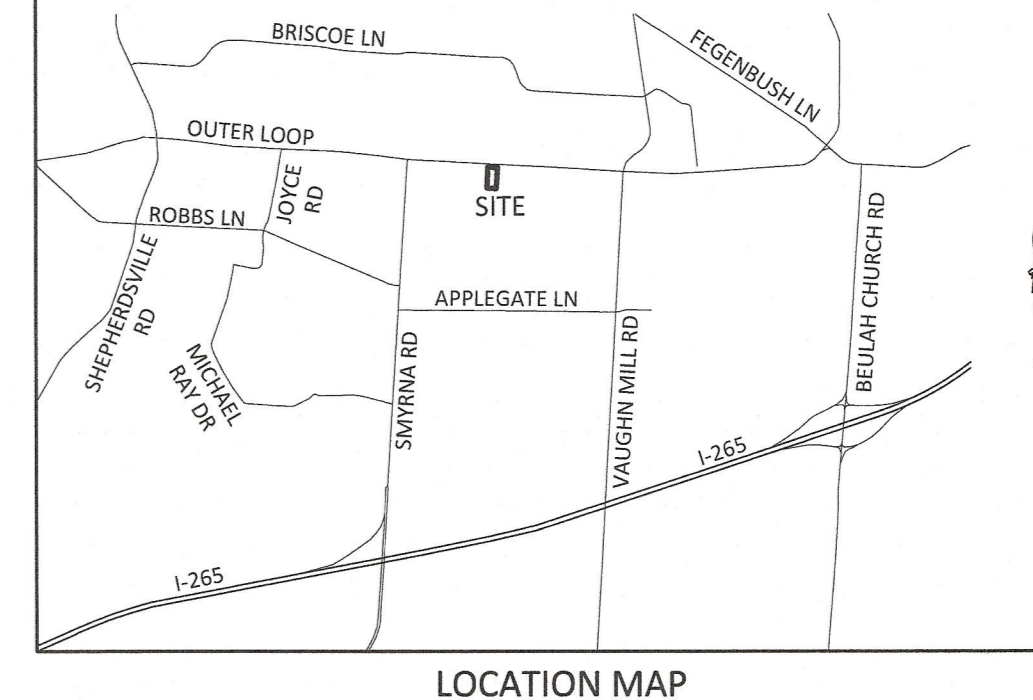 BRISCOE LN
FEGENBUSH LN
OUTER LOOP
JOYCE
RD
SITE
ROBBS LN
SHEPHERDSVILLE
RD
BEULAH CHURCH RD
APPLEGATE LN
MICHAEL
RAY DR
SMYRNA RD
VAUGHN MILL RD
I-265
I-265
LOCATION MAP